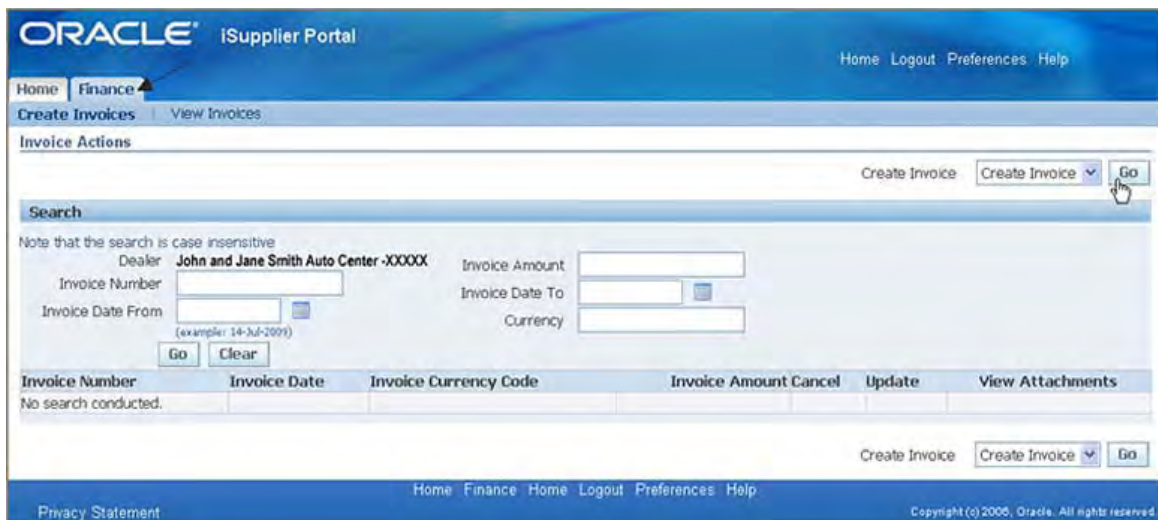 ORACLE iSupplier Portal
Home Logout Preferences Help
Home Finance
Create Invoices | View Invoices
Invoice Actions
Create Invoice Create Invoice Go
Search
Note that the search is case insensitive
Dealer John and Jane Smith Auto Center -XXXXX
Invoice Amount
Invoice Number
Invoice Date To
Invoice Date From
(example: 14-Jul-2009)
Currency
Go Clear
Invoice Number Invoice Date Invoice Currency Code Invoice Amount Cancel Update View Attachments
No search conducted.
Create Invoice Create Invoice Go
Home Finance Home Logout Preferences Help
Privacy Statement Copyright (c) 2006, Oracle. All rights reserved.